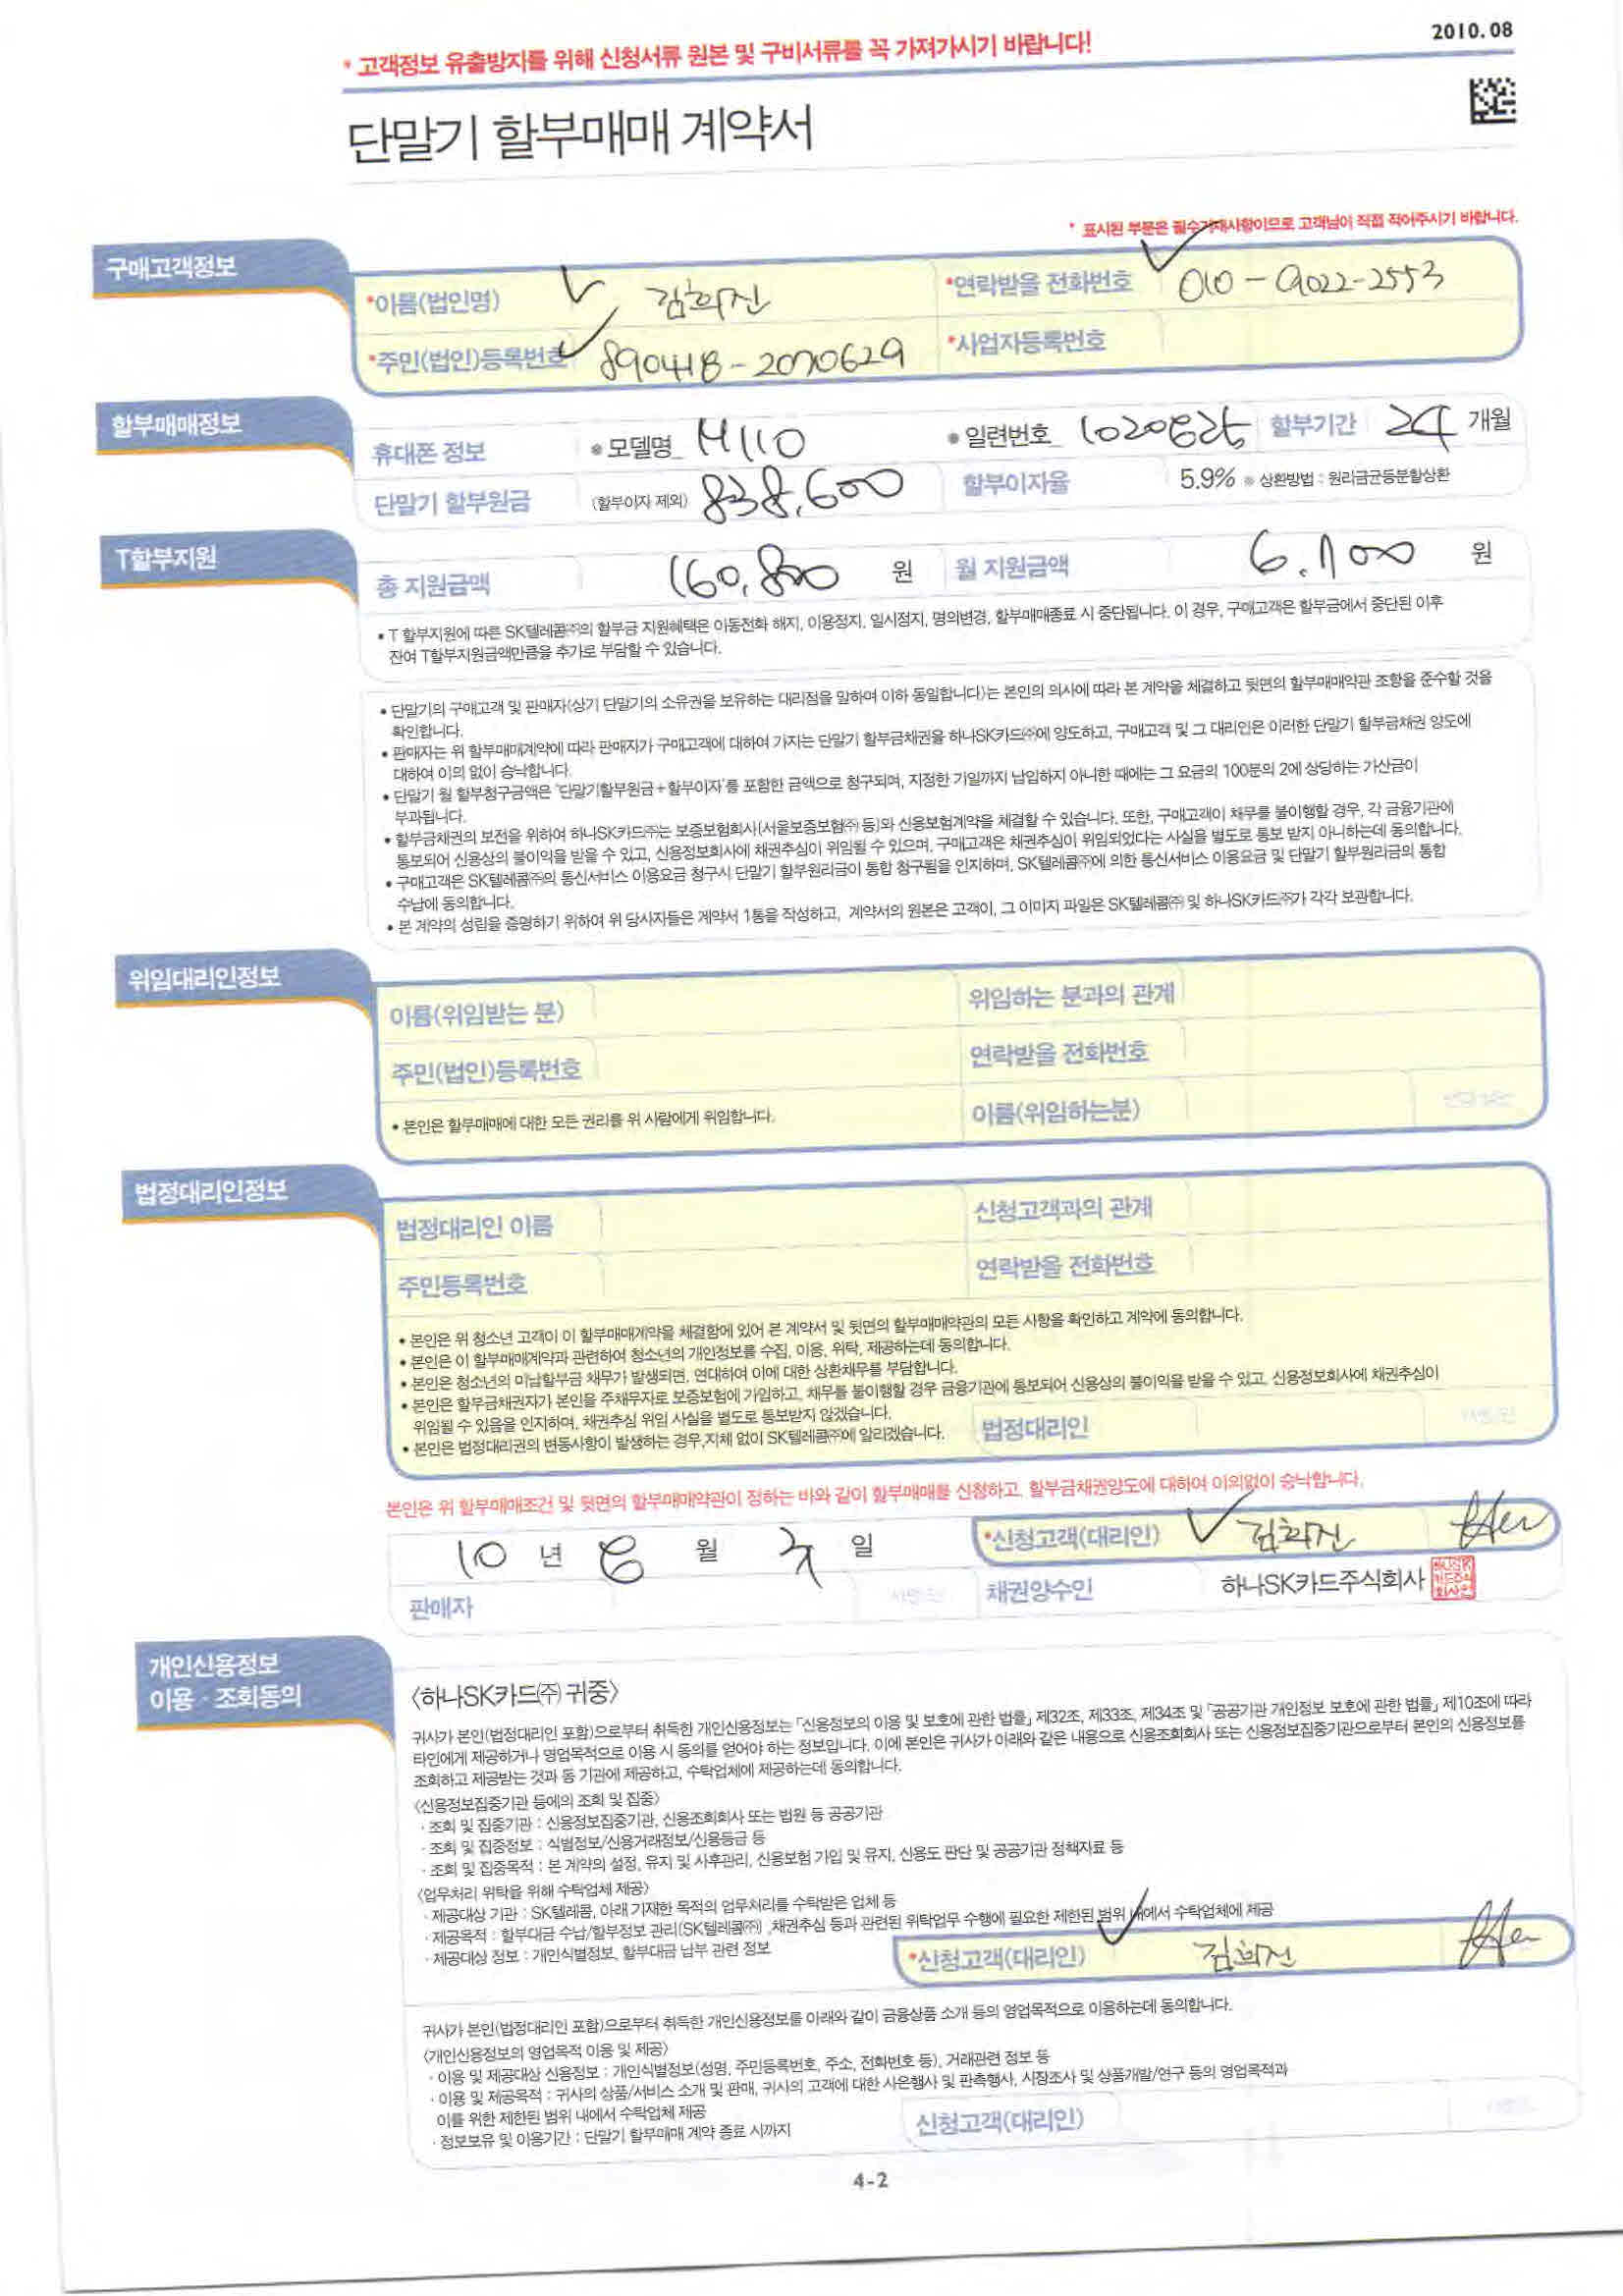 2010. 08
* 고객정보 유출방지를 위해 신청서류 원본 및 구비서류를 꼭 가져가시기 바랍니다!
단말기 할부매매 계약서
* 표시된 부분은 필수기재사항이므로 고객님이 직접 적어주시기 바랍니다.
구매고객정보
*이름(법인명) 김희진 *연락받을 전화번호 010-9022-2553
*주민(법인)등록번호 890418-2070629 *사업자등록번호
할부매매정보
휴대폰 정보 ※모델명 M110 ※일련번호 할부기간 24 개월
단말기 할부원금 (할부이자 제외) 838,600 할부이자율 5.9% ※ 상환방법 : 원리금균등분할상환
T할부지원
총 지원금액 160,800 원 월 지원금액 6,700 원
• T 할부지원에 따른 SK텔레콤㈜의 할부금 지원혜택은 이동전화 해지, 이용정지, 일시정지, 명의변경, 할부매매종료 시 중단됩니다. 이 경우, 구매고객은 할부금에서 중단된 이후
잔여 T할부지원금액만큼을 추가로 부담할 수 있습니다.
• 단말기의 구매고객 및 판매자(상기 단말기의 소유권을 보유하는 대리점을 말하며 이하 동일합니다)는 본인의 의사에 따라 본 계약을 체결하고 뒷면의 할부매매약관 조항을 준수할 것을
확인합니다.
• 판매자는 위 할부매매계약에 따라 판매자가 구매고객에 대하여 가지는 단말기 할부금채권을 하나SK카드㈜에 양도하고, 구매고객 및 그 대리인은 이러한 단말기 할부금채권 양도에
대하여 이의 없이 승낙합니다.
• 단말기 월 할부청구금액은 '단말기할부원금+할부이자'를 포함한 금액으로 청구되며, 지정한 기일까지 납입하지 아니한 때에는 그 요금의 100분의 2에 상당하는 가산금이
부과됩니다.
• 할부금채권의 보전을 위하여 하나SK카드㈜는 보증보험회사(서울보증보험㈜ 등)와 신용보험계약을 체결할 수 있습니다. 또한, 구매고객이 채무를 불이행할 경우, 각 금융기관에
통보되어 신용상의 불이익을 받을 수 있고, 신용정보회사에 채권추심이 위임될 수 있으며, 구매고객은 채권추심이 위임되었다는 사실을 별도로 통보 받지 아니하는데 동의합니다.
• 구매고객은 SK텔레콤㈜의 통신서비스 이용요금 청구시 단말기 할부원리금이 통합 청구됨을 인지하며, SK텔레콤㈜에 의한 통신서비스 이용요금 및 단말기 할부원리금의 통합
수납에 동의합니다.
• 본 계약의 성립을 증명하기 위하여 위 당사자들은 계약서 1통을 작성하고, 계약서의 원본은 고객이, 그 이미지 파일은 SK텔레콤㈜ 및 하나SK카드㈜가 각각 보관합니다.
위임대리인정보
이름(위임받는 분) 위임하는 분과의 관계
주민(법인)등록번호 연락받을 전화번호
• 본인은 할부매매에 대한 모든 권리를 위 사람에게 위임합니다. 이름(위임하는분)
법정대리인정보
법정대리인 이름 신청고객과의 관계
주민등록번호 연락받을 전화번호
• 본인은 위 청소년 고객이 이 할부매매계약을 체결함에 있어 본 계약서 및 뒷면의 할부매매약관의 모든 사항을 확인하고 계약에 동의합니다.
• 본인은 이 할부매매계약과 관련하여 청소년의 개인정보를 수집, 이용, 위탁, 제공하는데 동의합니다.
• 본인은 청소년의 미납할부금 채무가 발생되면, 연대하여 이에 대한 상환채무를 부담합니다.
• 본인은 할부금채권자가 본인을 주채무자로 보증보험에 가입하고, 채무를 불이행할 경우 금융기관에 통보되어 신용상의 불이익을 받을 수 있고, 신용정보회사에 채권추심이
위임될 수 있음을 인지하며, 채권추심 위임 사실을 별도로 통보받지 않겠습니다.
• 본인은 법정대리권의 변동사항이 발생하는 경우,지체 없이 SK텔레콤㈜에 알리겠습니다. 법정대리인
본인은 위 할부매매조건 및 뒷면의 할부매매약관이 정하는 바와 같이 할부매매를 신청하고, 할부금채권양도에 대하여 이의없이 승낙합니다.
10 년 8 월 일 *신청고객(대리인) 김희진
판매자 채권양수인 하나SK카드주식회사
개인신용정보
이용 · 조회동의
〈하나SK카드㈜ 귀중〉
귀사가 본인(법정대리인 포함)으로부터 취득한 개인신용정보는 「신용정보의 이용 및 보호에 관한 법률」 제32조, 제33조, 제34조 및 「공공기관 개인정보 보호에 관한 법률」 제10조에 따라
타인에게 제공하거나 영업목적으로 이용 시 동의를 얻어야 하는 정보입니다. 이에 본인은 귀사가 아래와 같은 내용으로 신용조회회사 또는 신용정보집중기관으로부터 본인의 신용정보를
조회하고 제공받는 것과 동 기관에 제공하고, 수탁업체에 제공하는데 동의합니다.
〈신용정보집중기관 등에의 조회 및 집중〉
· 조회 및 집중기관 : 신용정보집중기관, 신용조회회사 또는 법원 등 공공기관
· 조회 및 집중정보 : 식별정보/신용거래정보/신용등급 등
· 조회 및 집중목적 : 본 계약의 설정, 유지 및 사후관리, 신용보험 가입 및 유지, 신용도 판단 및 공공기관 정책자료 등
〈업무처리 위탁을 위해 수탁업체 제공〉
· 제공대상 기관 : SK텔레콤, 아래 기재한 목적의 업무처리를 수탁받은 업체 등
· 제공목적 : 할부대금 수납/할부정보 관리(SK텔레콤㈜) ,채권추심 등과 관련된 위탁업무 수행에 필요한 제한된 범위 내에서 수탁업체에 제공
· 제공대상 정보 : 개인식별정보, 할부대금 납부 관련 정보 *신청고객(대리인) 김희진
귀사가 본인(법정대리인 포함)으로부터 취득한 개인신용정보를 아래와 같이 금융상품 소개 등의 영업목적으로 이용하는데 동의합니다.
〈개인신용정보의 영업목적 이용 및 제공〉
· 이용 및 제공대상 신용정보 : 개인식별정보(성명, 주민등록번호, 주소, 전화번호 등), 거래관련 정보 등
· 이용 및 제공목적 : 귀사의 상품/서비스 소개 및 판매, 귀사의 고객에 대한 사은행사 및 판촉행사, 시장조사 및 상품개발/연구 등의 영업목적과
이를 위한 제한된 범위 내에서 수탁업체 제공
· 정보보유 및 이용기간 : 단말기 할부매매 계약 종료 시까지 신청고객(대리인)
4-2